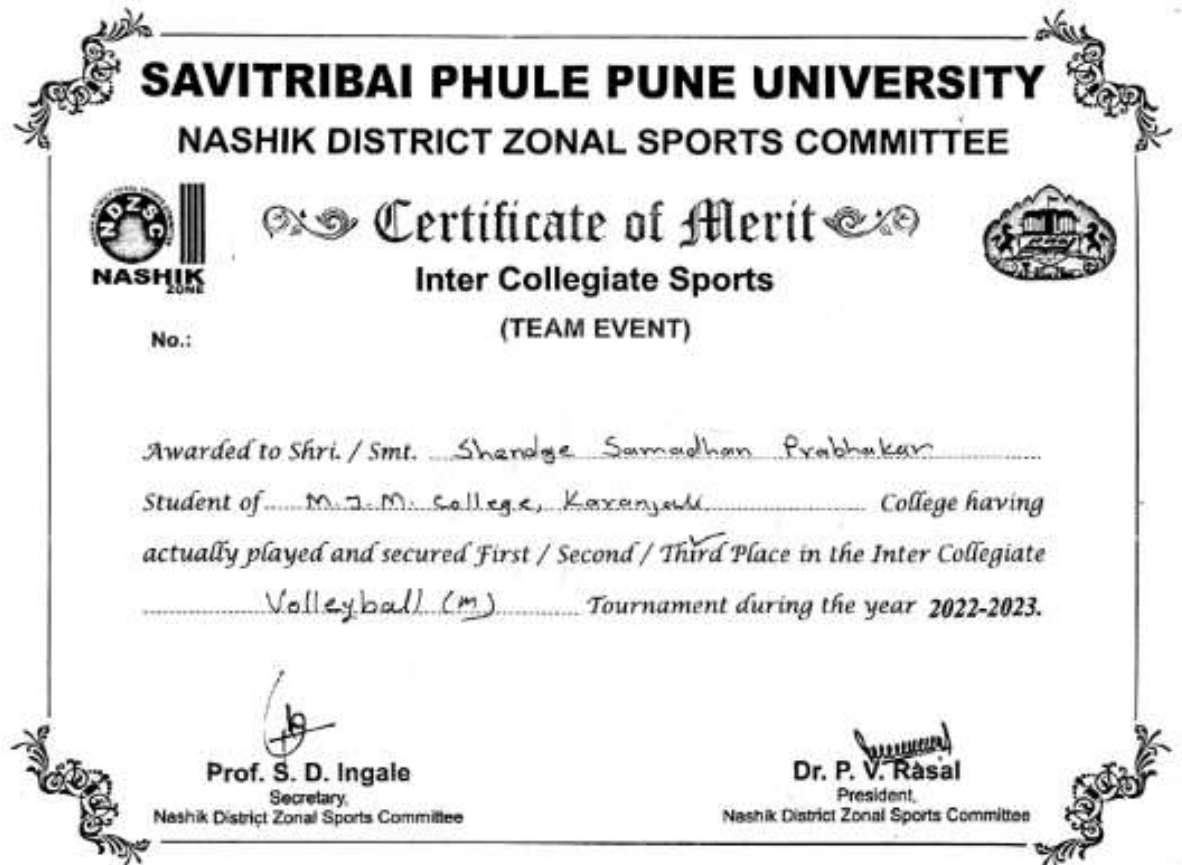 SAVITRIBAI PHULE PUNE UNIVERSITY
NASHIK DISTRICT ZONAL SPORTS COMMITTEE
NDZSC
NASHIK
ZONE
Certificate of Merit
Inter Collegiate Sports
(TEAM EVENT)
No.:
Awarded to Shri. / Smt. Shendge Samadhan Prabhakar
Student of M.J.M. College, Karanjali College having
actually played and secured First / Second / Third Place in the Inter Collegiate
Volleyball (M) Tournament during the year 2022-2023.
Prof. S. D. Ingale
Secretary,
Nashik District Zonal Sports Committee
Dr. P. V. Rasal
President,
Nashik District Zonal Sports Committee